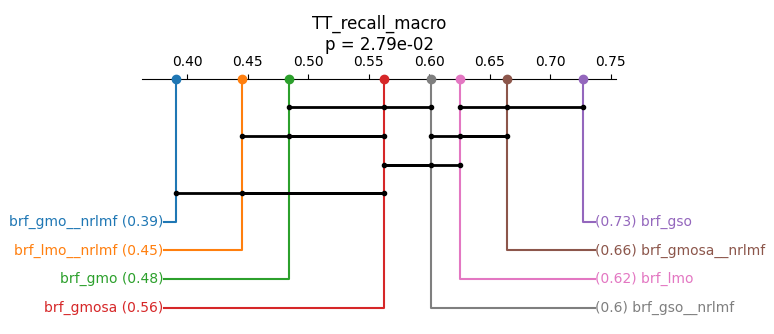 TT_recall_macro
p = 2.79e-02
0.40 0.45 0.50 0.55 0.60 0.65 0.70 0.75
brf_gmo__nrlmf (0.39) (0.73) brf_gso
brf_lmo__nrlmf (0.45) (0.66) brf_gmosa__nrlmf
brf_gmo (0.48) (0.62) brf_lmo
brf_gmosa (0.56) (0.6) brf_gso__nrlmf